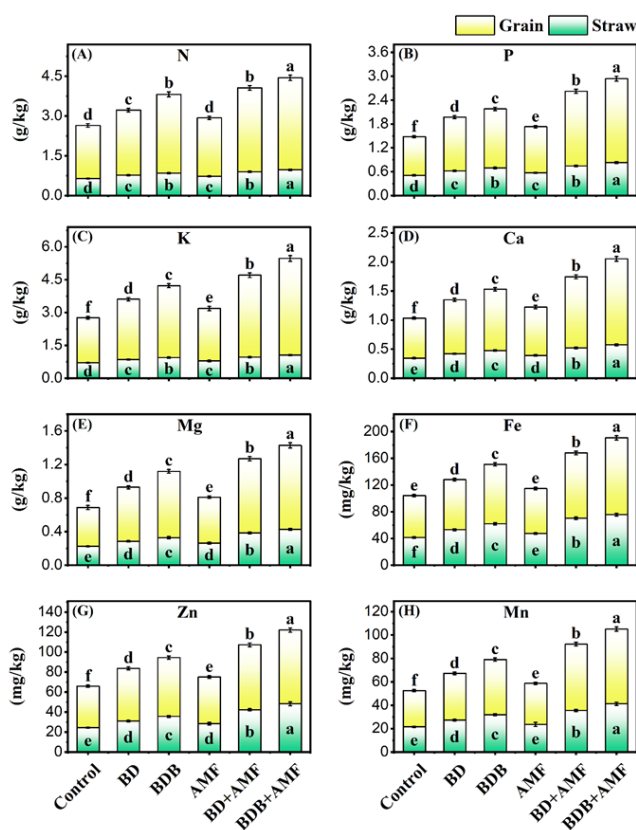 Grain Straw
(A) N
(g/kg)
4.5
3.0
1.5
0.0
d c b d b a
d c b c b a
(B) P
(g/kg)
3.6
3.0
2.4
1.8
1.2
0.6
0.0
f d c e b a
d c b c b a
(C) K
(g/kg)
6.0
4.5
3.0
1.5
0.0
f d c e b a
d c b c b a
(D) Ca
(g/kg)
2.5
2.0
1.5
1.0
0.5
0.0
f d c e b a
e d c d b a
(E) Mg
(g/kg)
1.6
1.2
0.8
0.4
0.0
f d c e b a
e d c d b a
(F) Fe
(mg/kg)
200
160
120
80
40
0
e d c e b a
f d c e b a
(G) Zn
(mg/kg)
140
120
100
80
60
40
20
0
f d c e b a
e d c d b a
Control BD BDB AMF BD+AMF BDB+AMF
(H) Mn
(mg/kg)
120
100
80
60
40
20
0
f d c e b a
e d c e b a
Control BD BDB AMF BD+AMF BDB+AMF